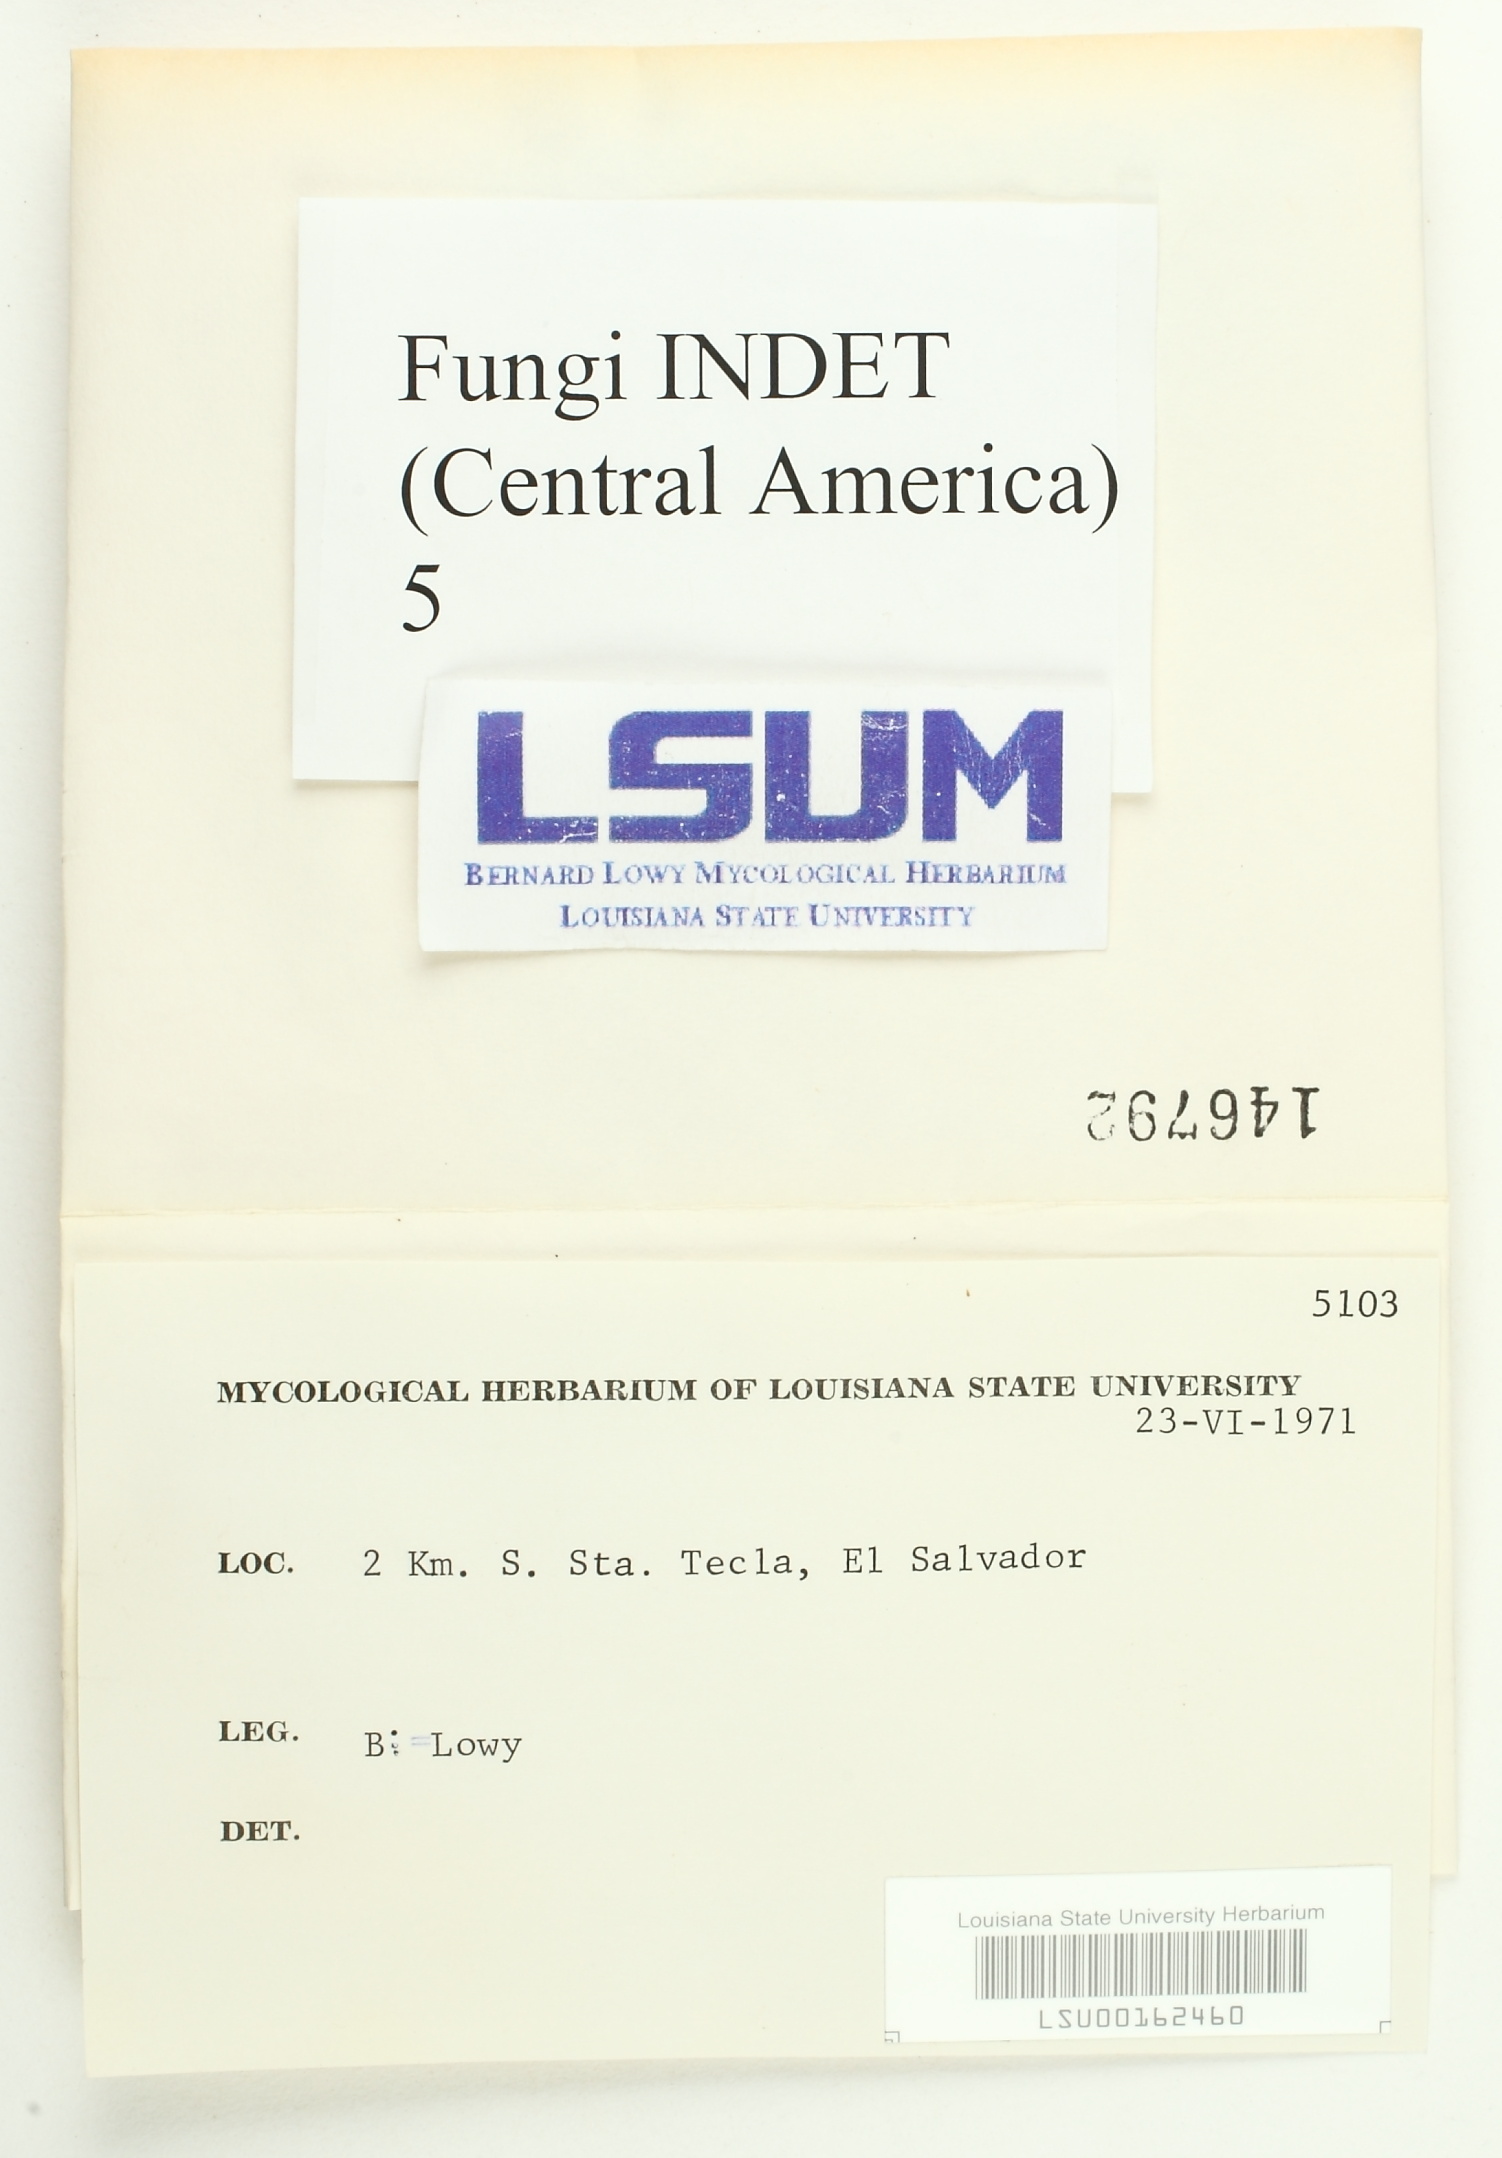 Fungi INDET
(Central America)
5
LSUM
BERNARD LOWY MYCOLOGICAL HERBARIUM
LOUISIANA STATE UNIVERSITY
146792
5103
MYCOLOGICAL HERBARIUM OF LOUISIANA STATE UNIVERSITY
23-VI-1971
LOC. 2 Km. S. Sta. Tecla, El Salvador
LEG. B. Lowy
DET.
Louisiana State University Herbarium
LSU00162460